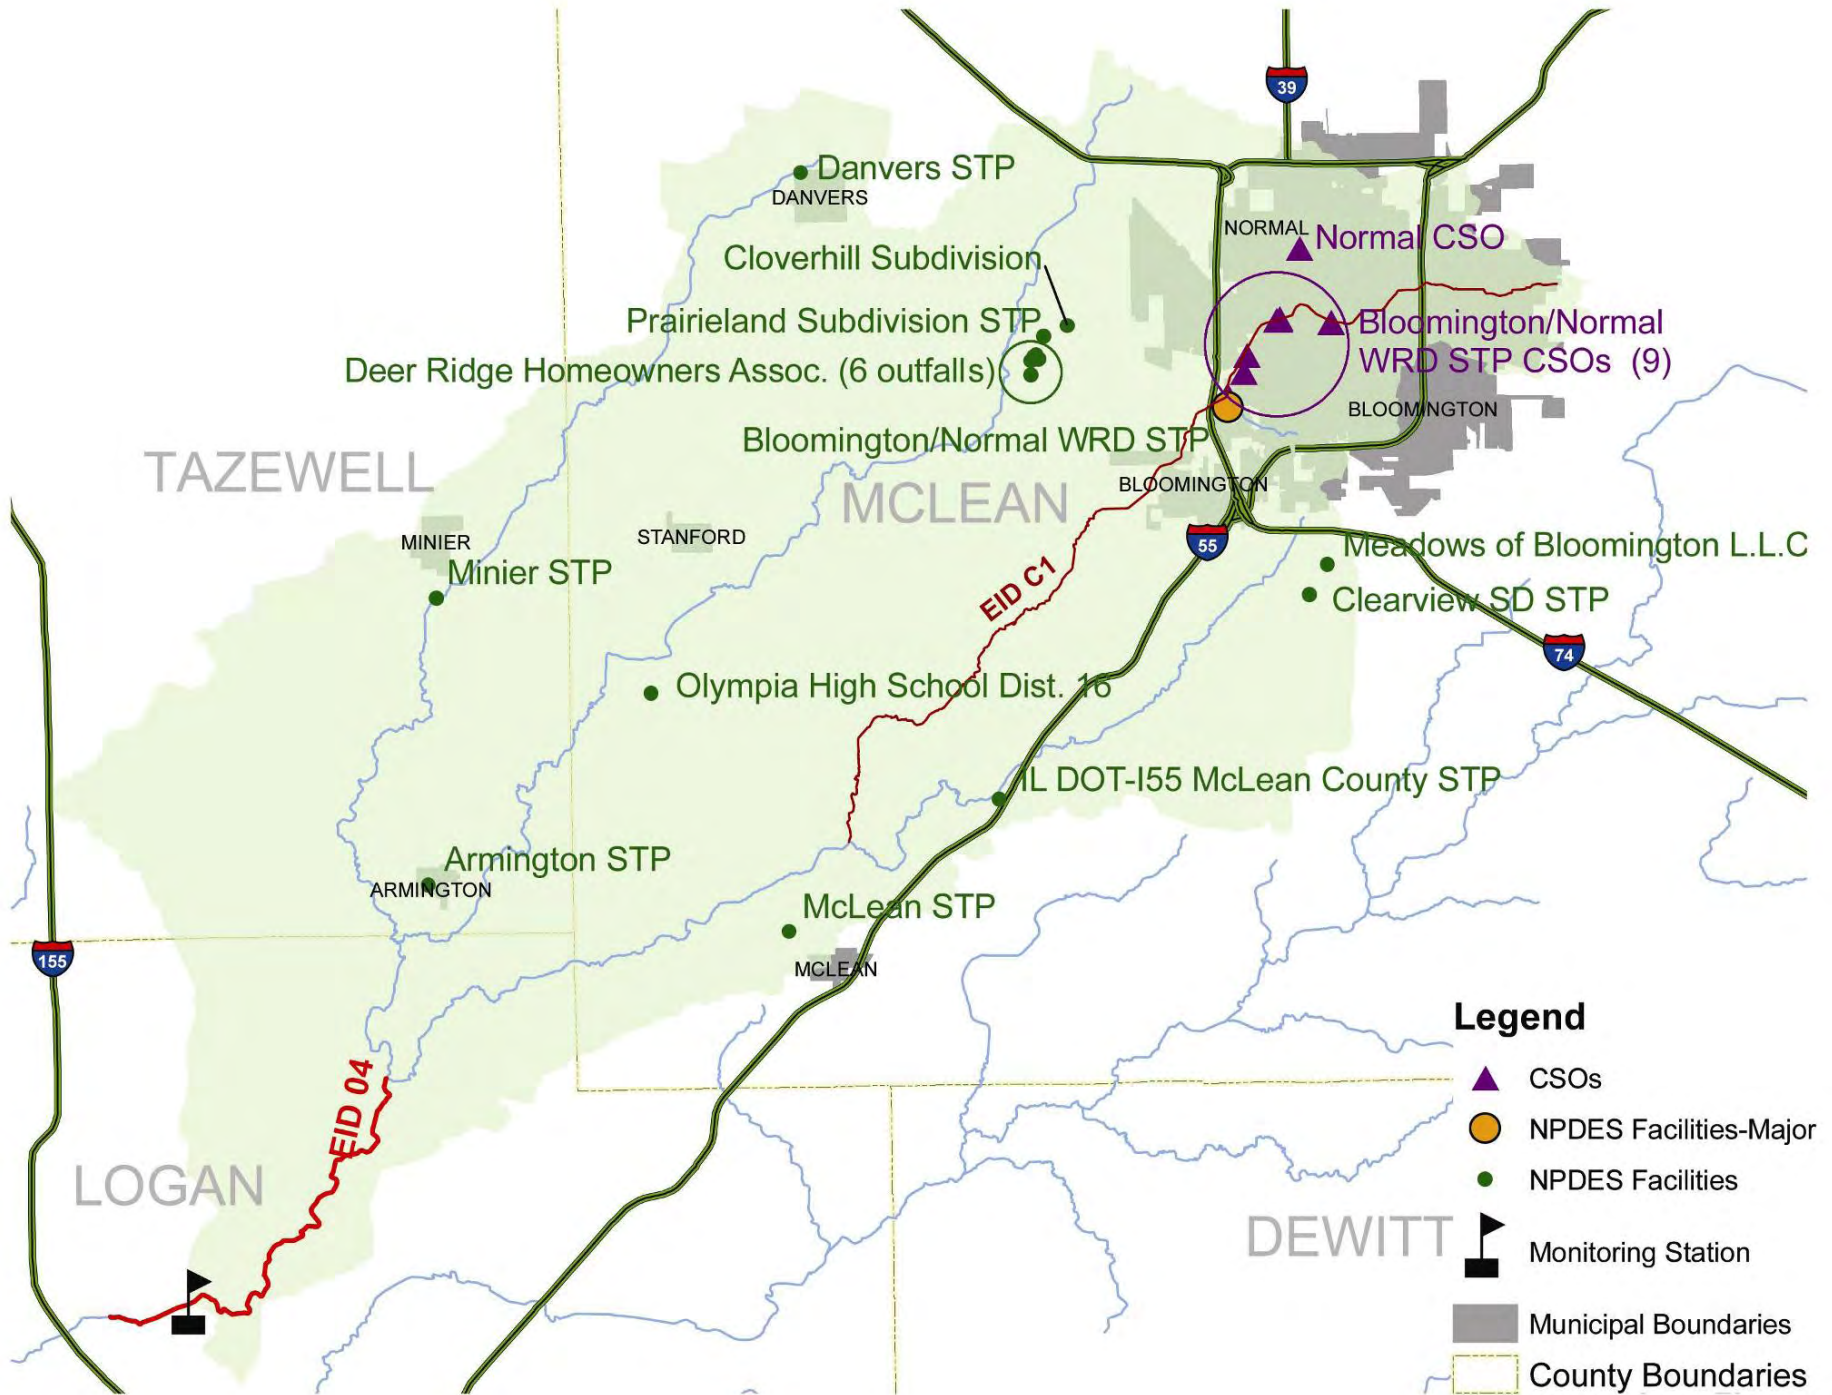 39
Danvers STP
DANVERS
NORMAL
Normal CSO
Cloverhill Subdivision
Prairieland Subdivision STP
Bloomington/Normal
WRD STP CSOs (9)
Deer Ridge Homeowners Assoc. (6 outfalls)
BLOOMINGTON
Bloomington/Normal WRD STP
TAZEWELL
MCLEAN
BLOOMINGTON
MINIER
STANFORD
55
Meadows of Bloomington L.L.C
Minier STP
EID C1
Clearview SD STP
74
Olympia High School Dist. 16
IL DOT-I55 McLean County STP
Armington STP
ARMINGTON
McLean STP
155
MCLEAN
EID 04
LOGAN
DEWITT
Legend
CSOs
NPDES Facilities-Major
NPDES Facilities
Monitoring Station
Municipal Boundaries
County Boundaries